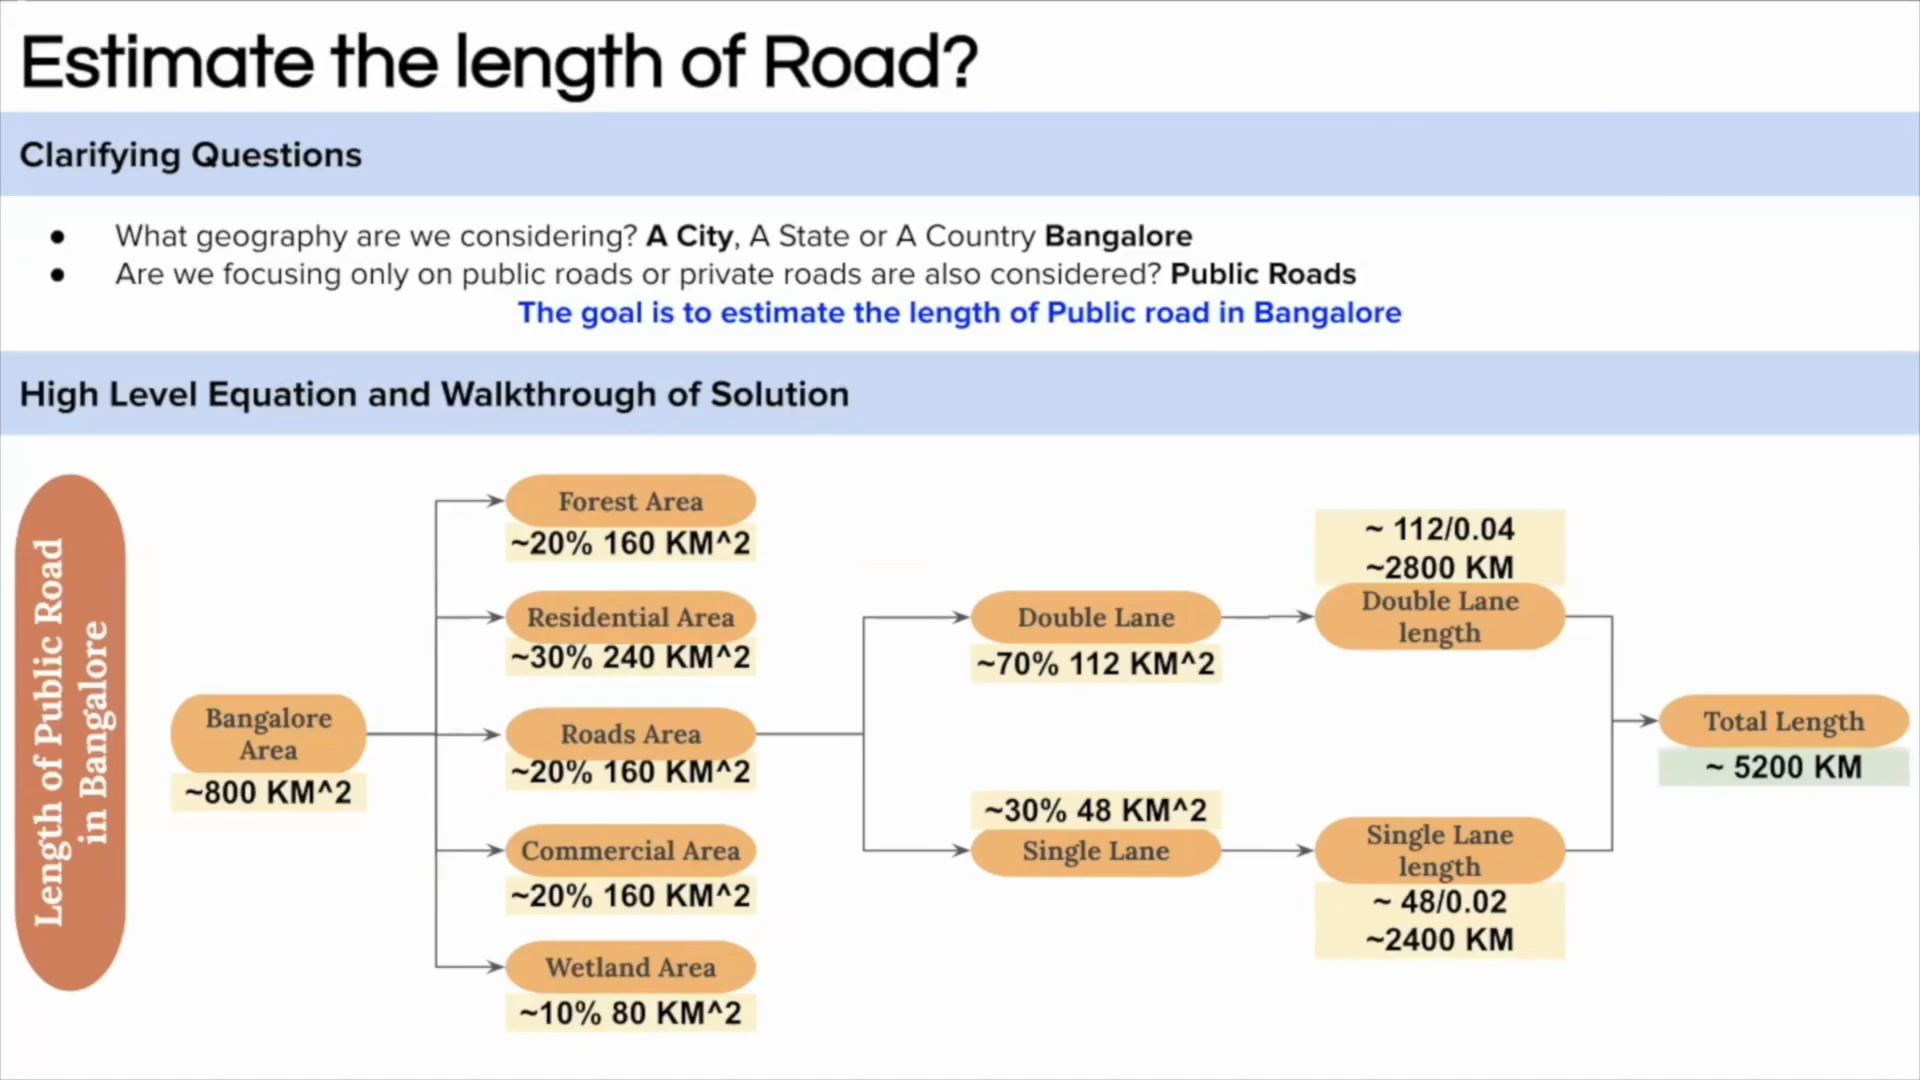 Estimate the length of Road?
Clarifying Questions
● What geography are we considering? A City, A State or A Country Bangalore
● Are we focusing only on public roads or private roads are also considered? Public Roads
The goal is to estimate the length of Public road in Bangalore
High Level Equation and Walkthrough of Solution
Length of Public Road
in Bangalore
Bangalore
Area
~800 KM^2
Forest Area
~20% 160 KM^2
Residential Area
~30% 240 KM^2
Roads Area
~20% 160 KM^2
Commercial Area
~20% 160 KM^2
Wetland Area
~10% 80 KM^2
Double Lane
~70% 112 KM^2
~30% 48 KM^2
Single Lane
~ 112/0.04
~2800 KM
Double Lane
length
Single Lane
length
~ 48/0.02
~2400 KM
Total Length
~ 5200 KM